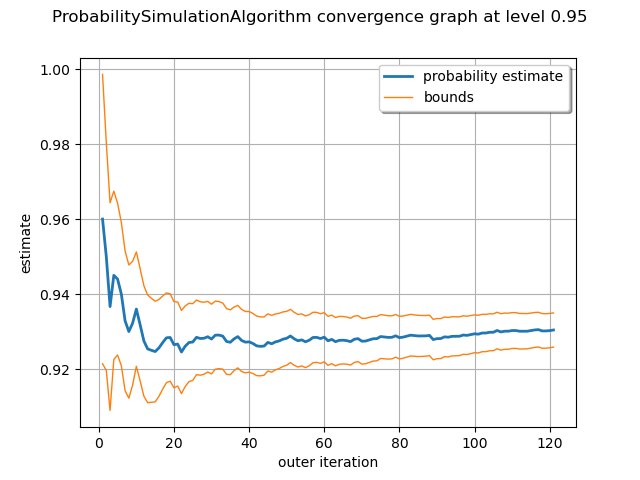 ProbabilitySimulationAlgorithm convergence graph at level 0.95
probability estimate
bounds
estimate
1.00
0.98
0.96
0.94
0.92
0
20
40
60
80
100
120
outer iteration